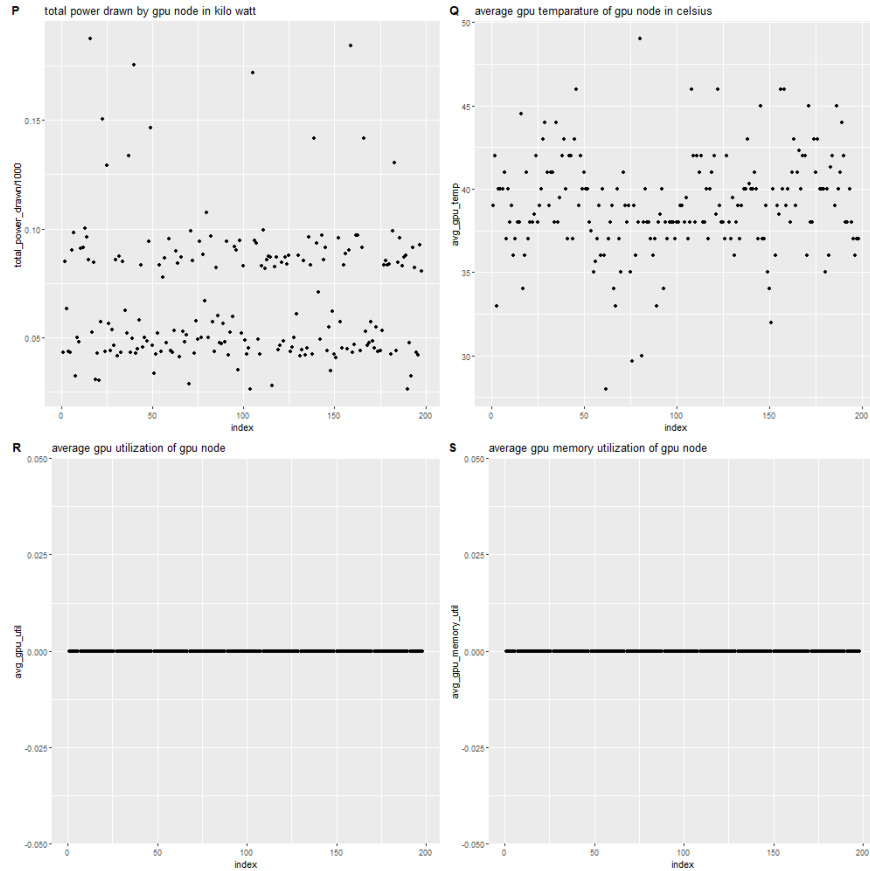 P total power drawn by gpu node in kilo watt
total_power_drawn/1000
0.15
0.10
0.05
0 50 100 150 200
index
Q average gpu temparature of gpu node in celsius
avg_gpu_temp
50
45
40
35
30
0 50 100 150 200
index
R average gpu utilization of gpu node
avg_gpu_util
0.050
0.025
0.000
-0.025
-0.050
0 50 100 150 200
index
S average gpu memory utilization of gpu node
avg_gpu_memory_util
0.050
0.025
0.000
-0.025
-0.050
0 50 100 150 200
index